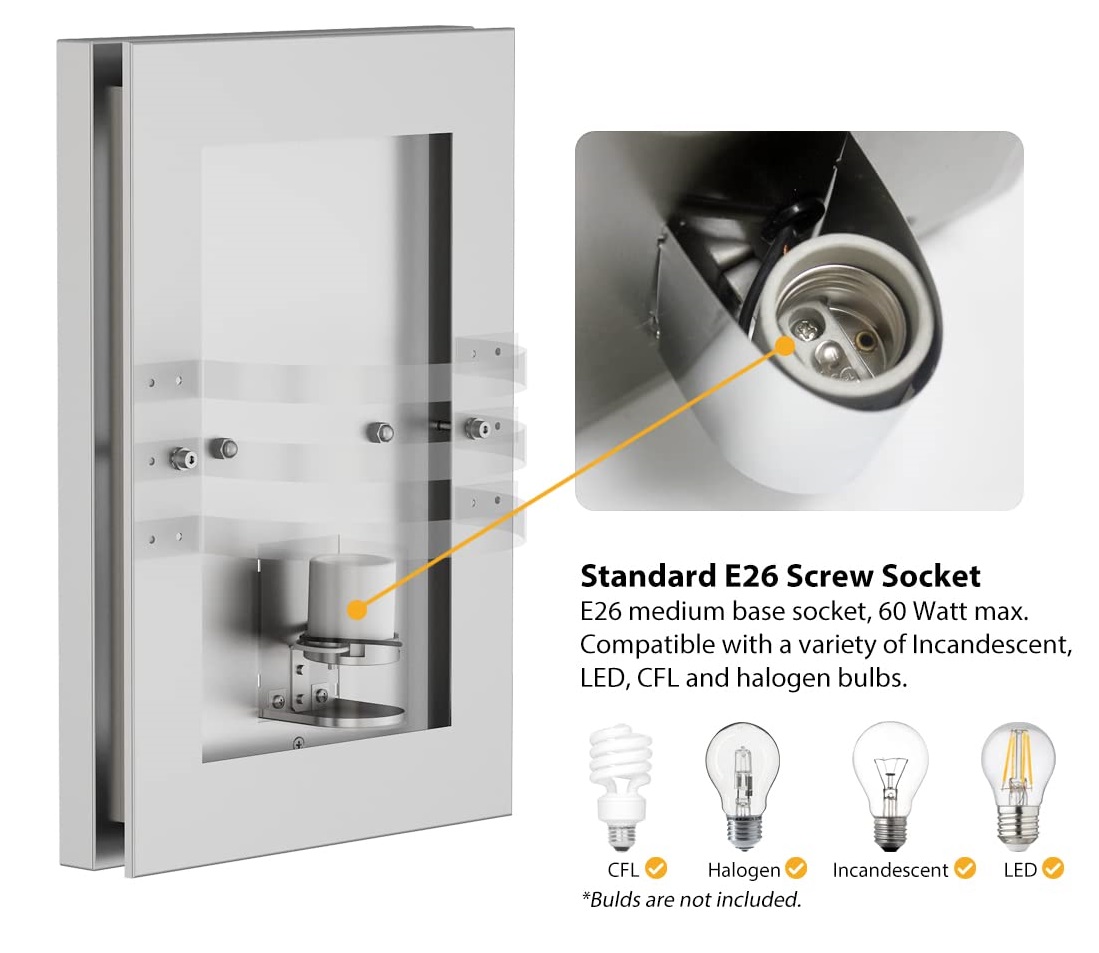 Standard E26 Screw Socket
E26 medium base socket, 60 Watt max.
Compatible with a variety of Incandescent,
LED, CFL and halogen bulbs.
CFL Halogen Incandescent LED
*Bulds are not included.